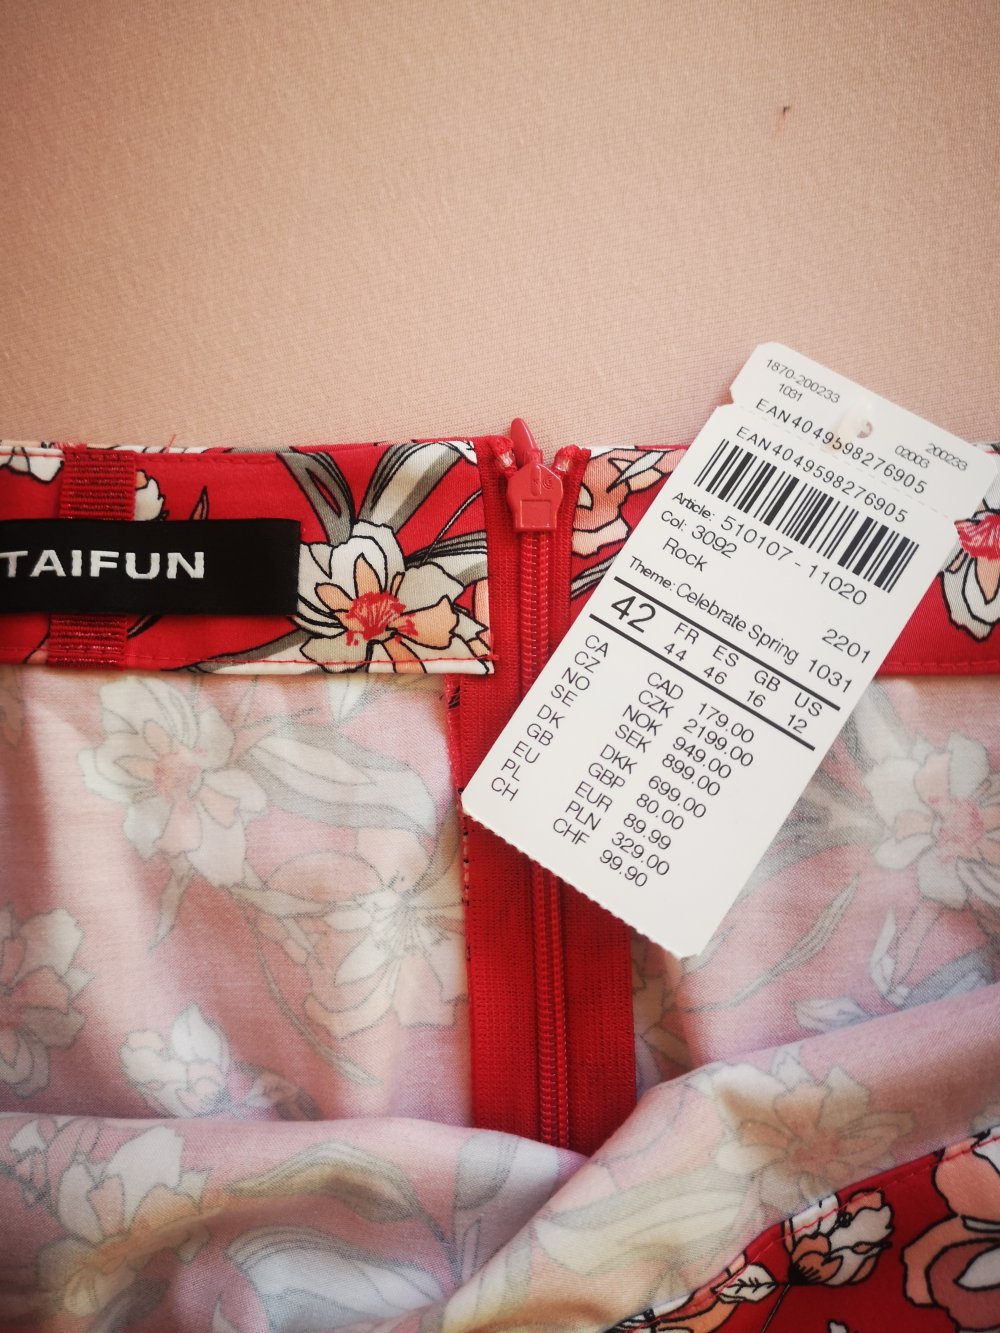 TAIFUN
1870-200233
1031
EAN4049598276905
02003 200233
EAN4049598276905
Article: 510107 - 11020
Col: 3092
Rock 2201
Theme: Celebrate Spring 1031
42 FR ES GB US
44 46 16 12
CA CAD 179.00
CZ CZK 2199.00
NO NOK 949.00
SE SEK 899.00
DK DKK 699.00
GB GBP 80.00
EU EUR 89.99
PL PLN 329.00
CH CHF 99.90